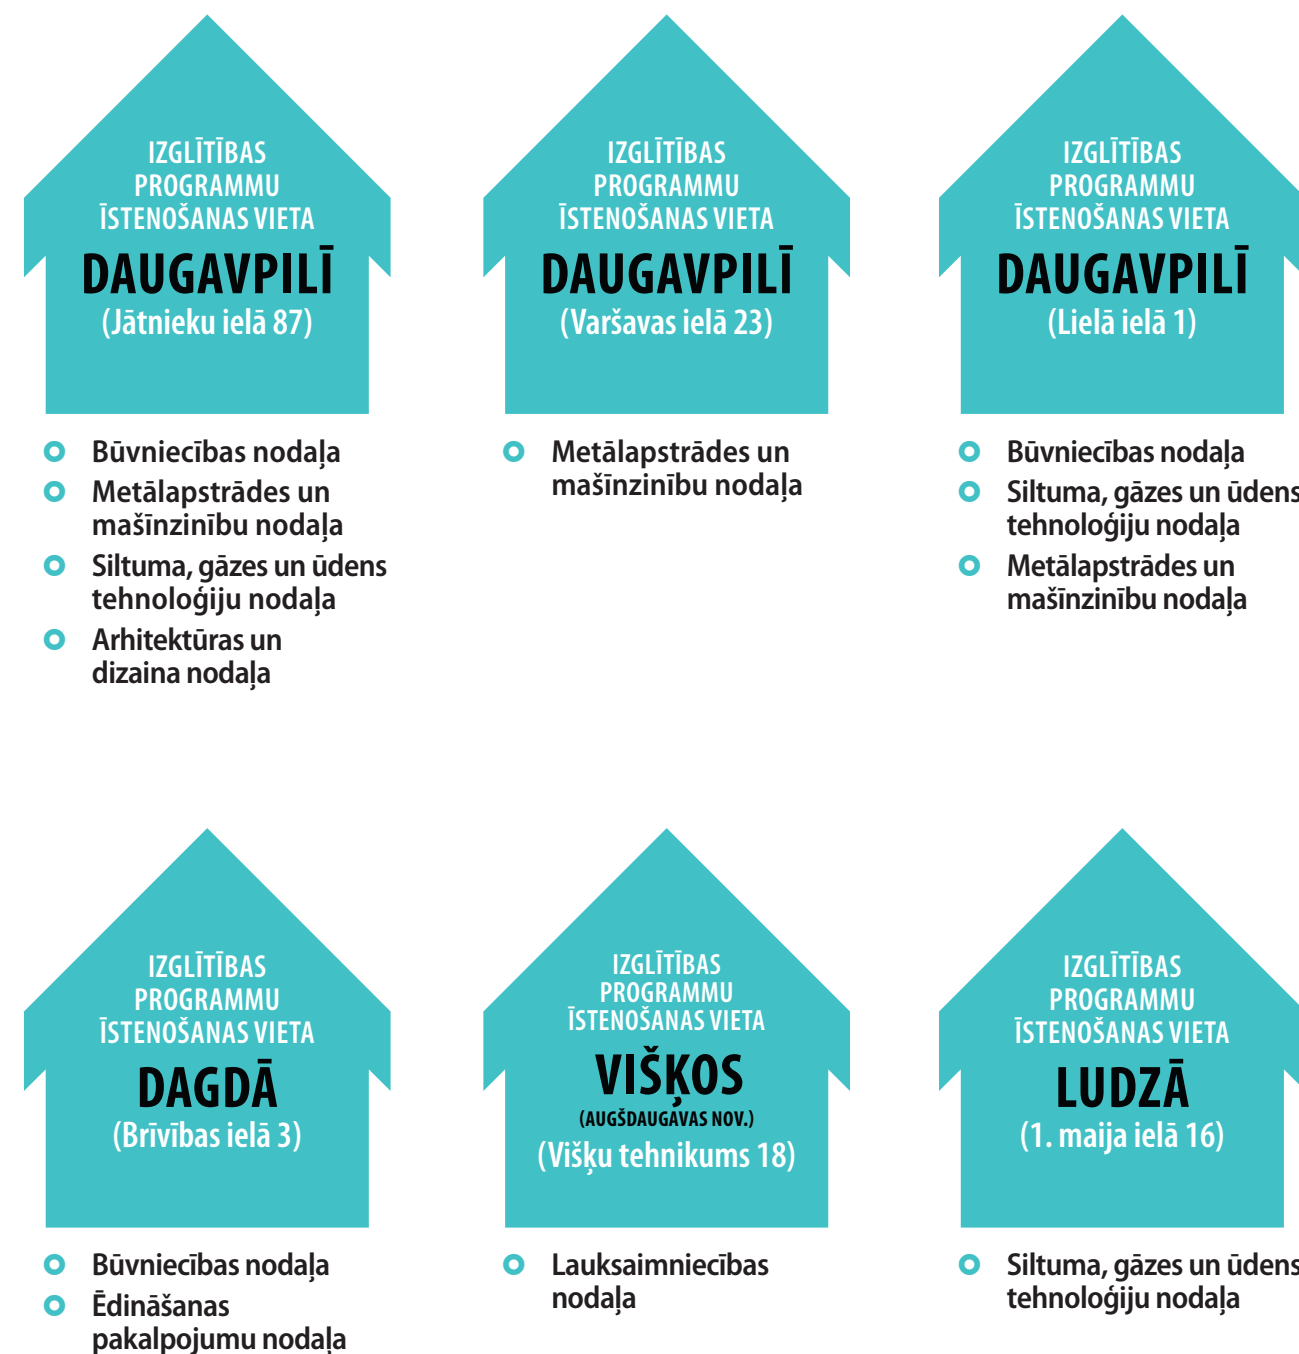 IZGLĪTĪBAS
PROGRAMMU
ĪSTENOŠANAS VIETA
DAUGAVPILĪ
(Jātnieku ielā 87)
Būvniecības nodaļa
Metālapstrādes un
mašīnzinību nodaļa
Siltuma, gāzes un ūdens
tehnoloģiju nodaļa
Arhitektūras un
dizaina nodaļa
IZGLĪTĪBAS
PROGRAMMU
ĪSTENOŠANAS VIETA
DAUGAVPILĪ
(Varšavas ielā 23)
Metālapstrādes un
mašīnzinību nodaļa
IZGLĪTĪBAS
PROGRAMMU
ĪSTENOŠANAS VIETA
DAUGAVPILĪ
(Lielā ielā 1)
Būvniecības nodaļa
Siltuma, gāzes un ūdens
tehnoloģiju nodaļa
Metālapstrādes un
mašīnzinību nodaļa
IZGLĪTĪBAS
PROGRAMMU
ĪSTENOŠANAS VIETA
DAGDĀ
(Brīvības ielā 3)
Būvniecības nodaļa
Ēdināšanas
pakalpojumu nodaļa
IZGLĪTĪBAS
PROGRAMMU
ĪSTENOŠANAS VIETA
VIŠĶOS
(AUGŠDAUGAVAS NOV.)
(Višķu tehnikums 18)
Lauksaimniecības
nodaļa
IZGLĪTĪBAS
PROGRAMMU
ĪSTENOŠANAS VIETA
LUDZĀ
(1. maija ielā 16)
Siltuma, gāzes un ūdens
tehnoloģiju nodaļa